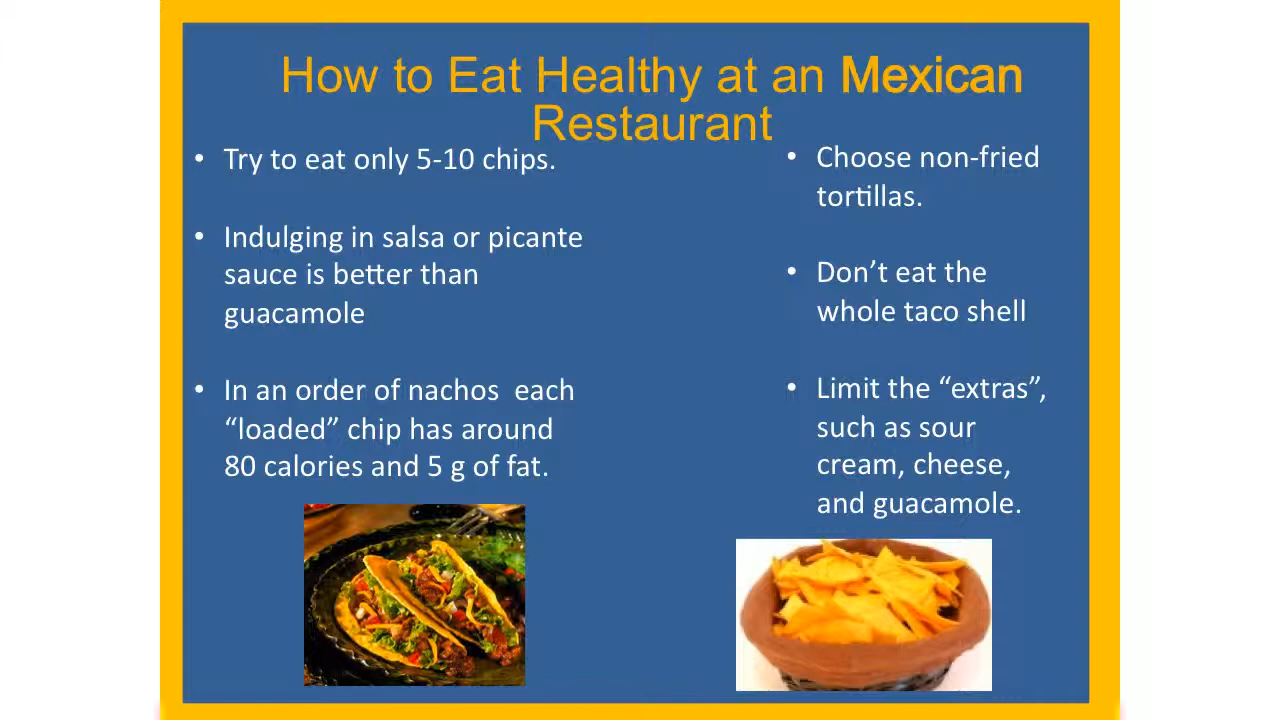 How to Eat Healthy at an Mexican
Restaurant
• Try to eat only 5-10 chips.
• Indulging in salsa or picante
sauce is better than
guacamole
• In an order of nachos  each
“loaded” chip has around
80 calories and 5 g of fat.
• Choose non-fried
tortillas.
• Don’t eat the
whole taco shell
• Limit the “extras”,
such as sour
cream, cheese,
and guacamole.